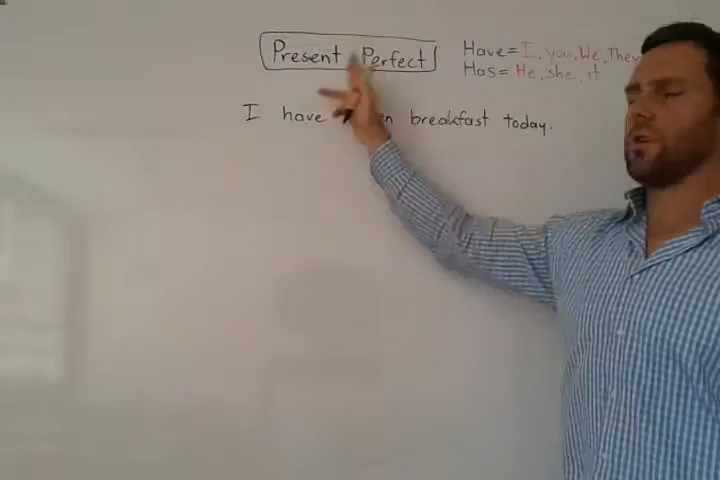 Present Perfect
Have = I, you, We, They
Has = He, she, it
I have breakfast today.